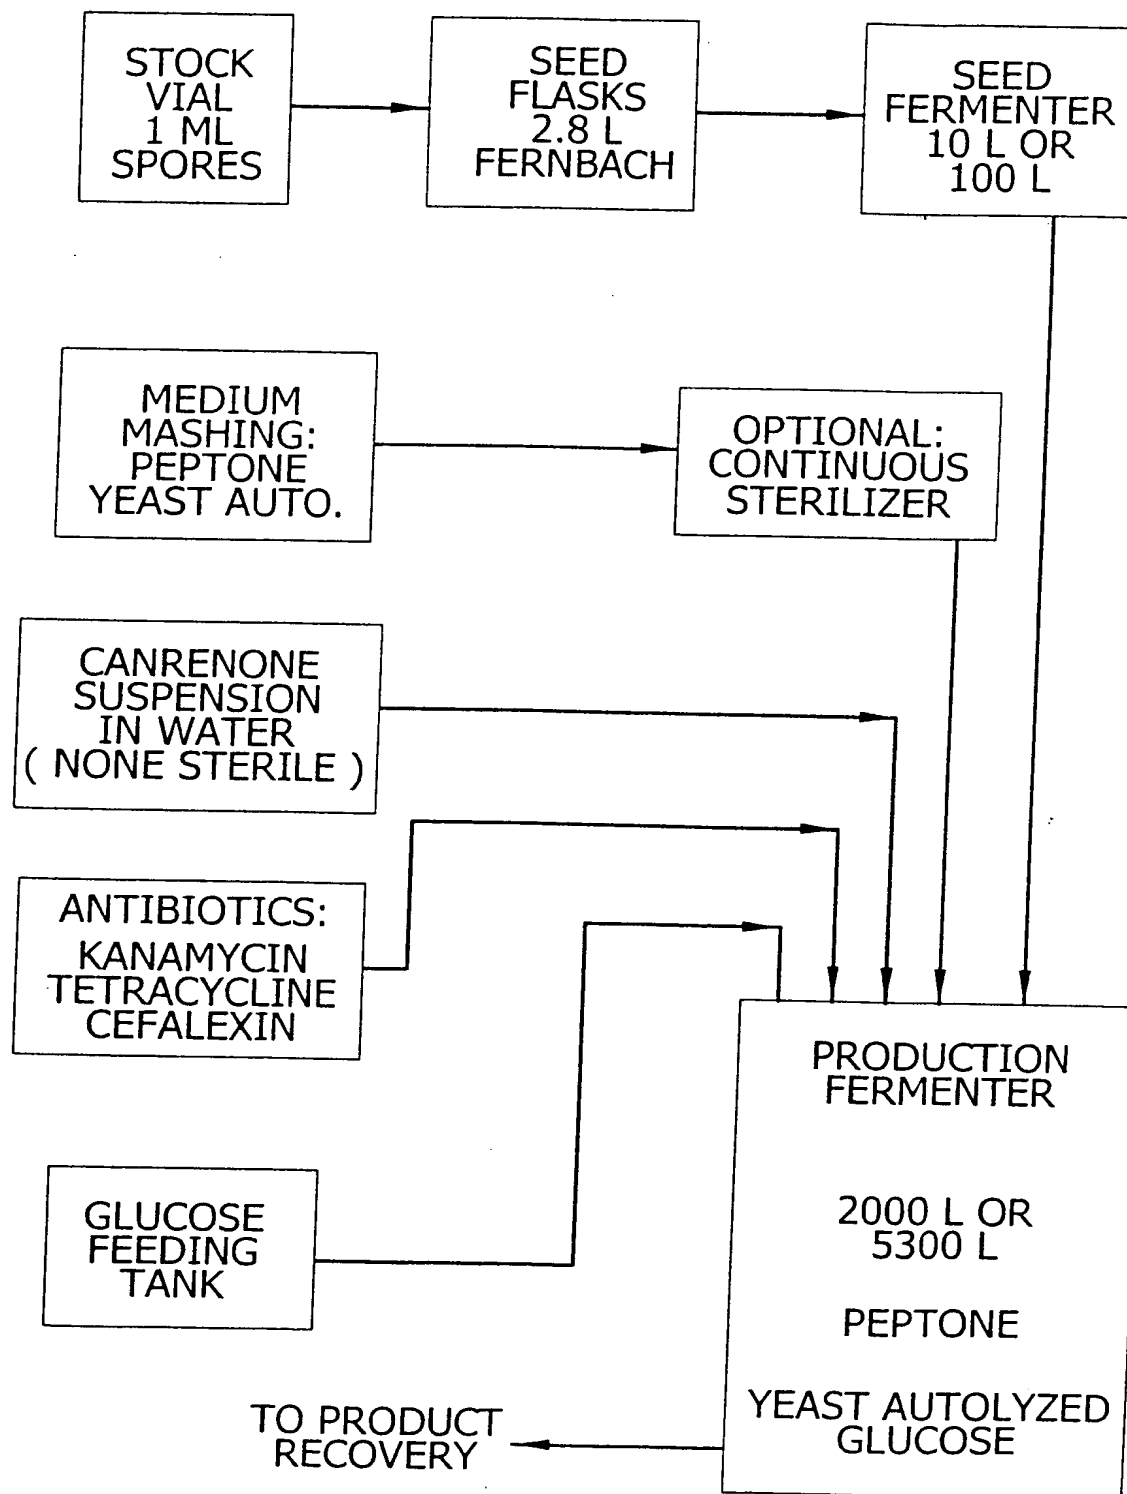 STOCK
VIAL
1 ML
SPORES
SEED
FLASKS
2.8 L
FERNBACH
SEED
FERMENTER
10 L OR
100 L
MEDIUM
MASHING:
PEPTONE
YEAST AUTO.
OPTIONAL:
CONTINUOUS
STERILIZER
CANRENONE
SUSPENSION
IN WATER
( NONE STERILE )
ANTIBIOTICS:
KANAMYCIN
TETRACYCLINE
CEFALEXIN
GLUCOSE
FEEDING
TANK
PRODUCTION
FERMENTER
2000 L OR
5300 L
PEPTONE
YEAST AUTOLYZED
GLUCOSE
TO PRODUCT
RECOVERY